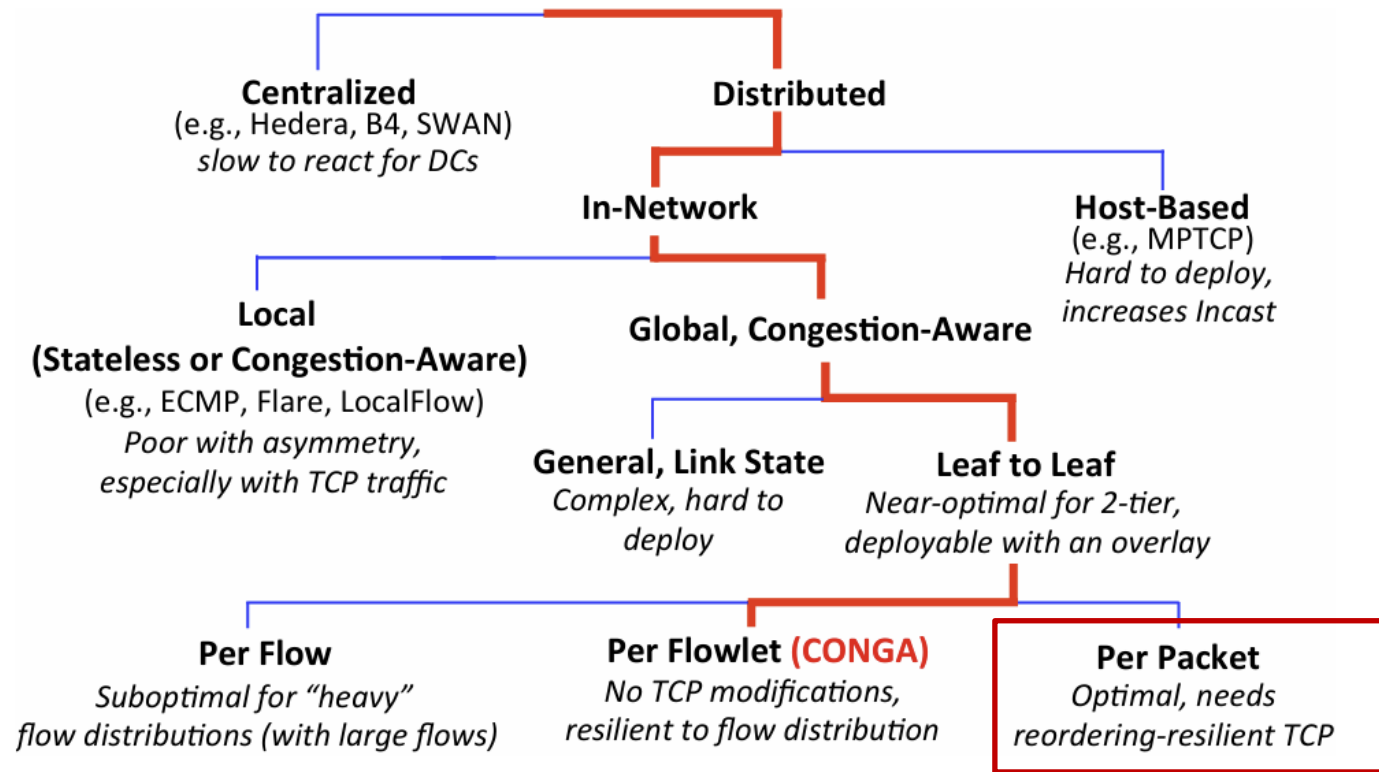 Centralized
(e.g., Hedera, B4, SWAN)
slow to react for DCs
Distributed
In-Network
Host-Based
(e.g., MPTCP)
Hard to deploy,
increases Incast
Local
(Stateless or Congestion-Aware)
(e.g., ECMP, Flare, LocalFlow)
Poor with asymmetry,
especially with TCP traffic
Global, Congestion-Aware
General, Link State
Complex, hard to
deploy
Leaf to Leaf
Near-optimal for 2-tier,
deployable with an overlay
Per Flow
Suboptimal for “heavy”
flow distributions (with large flows)
Per Flowlet (CONGA)
No TCP modifications,
resilient to flow distribution
Per Packet
Optimal, needs
reordering-resilient TCP